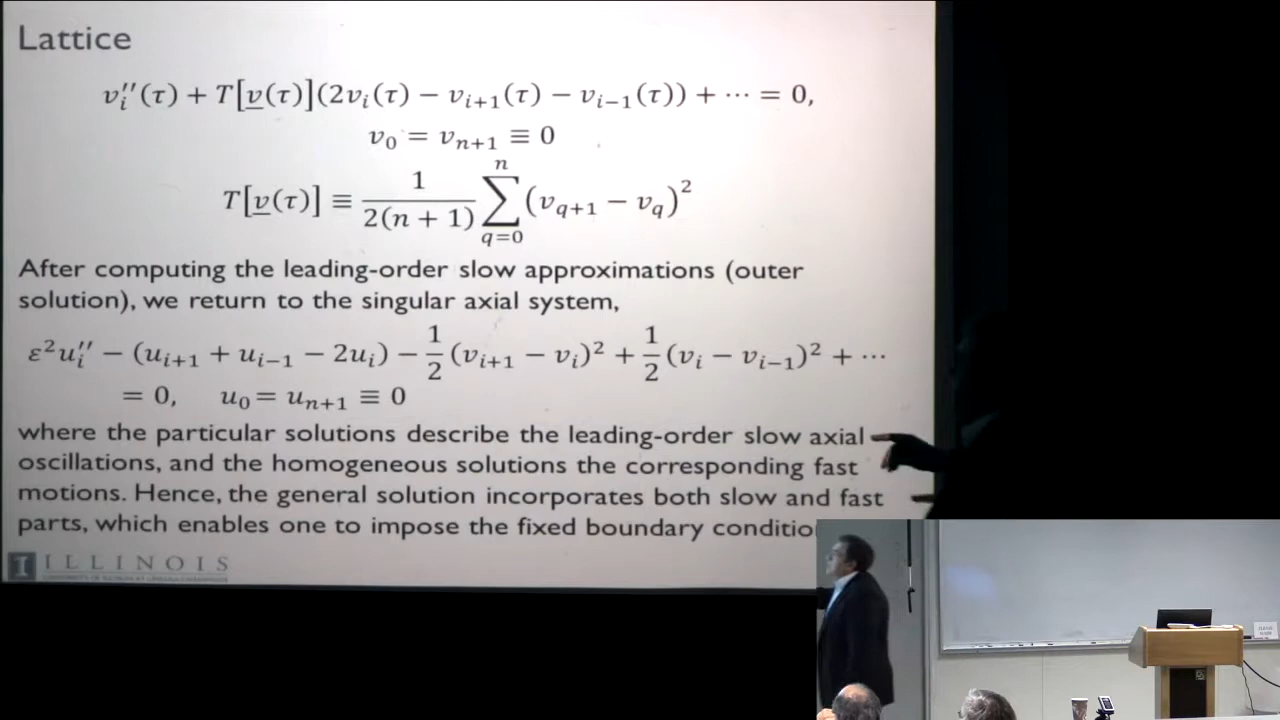 Lattice
v_i''(τ) + T[v(τ)](2v_i(τ) − v_{i+1}(τ) − v_{i−1}(τ)) + ⋯ = 0,
v_0 = v_{n+1} ≡ 0
T[v(τ)] ≡ \frac{1}{2(n + 1)} \sum_{q=0}^{n} (v_{q+1} − v_q)^2
After computing the leading-order slow approximations (outer
solution), we return to the singular axial system,
ε^2u_i'' − (u_{i+1} + u_{i−1} − 2u_i) − \frac{1}{2}(v_{i+1} − v_i)^2 + \frac{1}{2}(v_i − v_{i−1})^2 + ⋯
= 0, u_0 = u_{n+1} ≡ 0
where the particular solutions describe the leading-order slow axial
oscillations, and the homogeneous solutions the corresponding fast
motions. Hence, the general solution incorporates both slow and fast
parts, which enables one to impose the fixed boundary conditio
I ILLINOIS